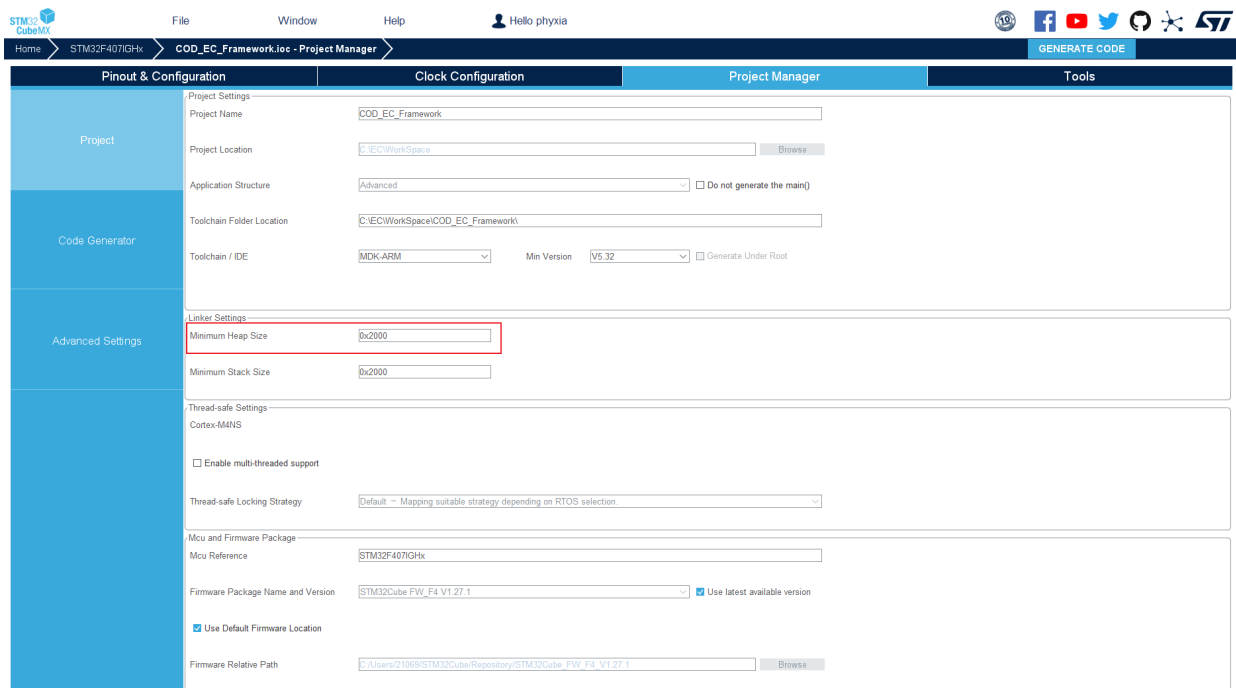 STM32 CubeMX File Window Help Hello phyxia 10
Home STM32F407IGHx COD_EC_Framework.ioc - Project Manager GENERATE CODE
Pinout & Configuration Clock Configuration Project Manager Tools
Project
Code Generator
Advanced Settings
Project Settings
Project Name COD_EC_Framework
Project Location C:\EC\WorkSpace Browse
Application Structure Advanced Do not generate the main()
Toolchain Folder Location C:\EC\WorkSpace\COD_EC_Framework\
Toolchain / IDE MDK-ARM Min Version V5.32 Generate Under Root
Linker Settings
Minimum Heap Size 0x2000
Minimum Stack Size 0x2000
Thread-safe Settings
Cortex-M4NS
Enable multi-threaded support
Thread-safe Locking Strategy Default - Mapping suitable strategy depending on RTOS selection.
Mcu and Firmware Package
Mcu Reference STM32F407IGHx
Firmware Package Name and Version STM32Cube FW_F4 V1.27.1 Use latest available version
Use Default Firmware Location
Firmware Relative Path C:/Users/21069/STM32Cube/Repository/STM32Cube_FW_F4_V1.27.1 Browse